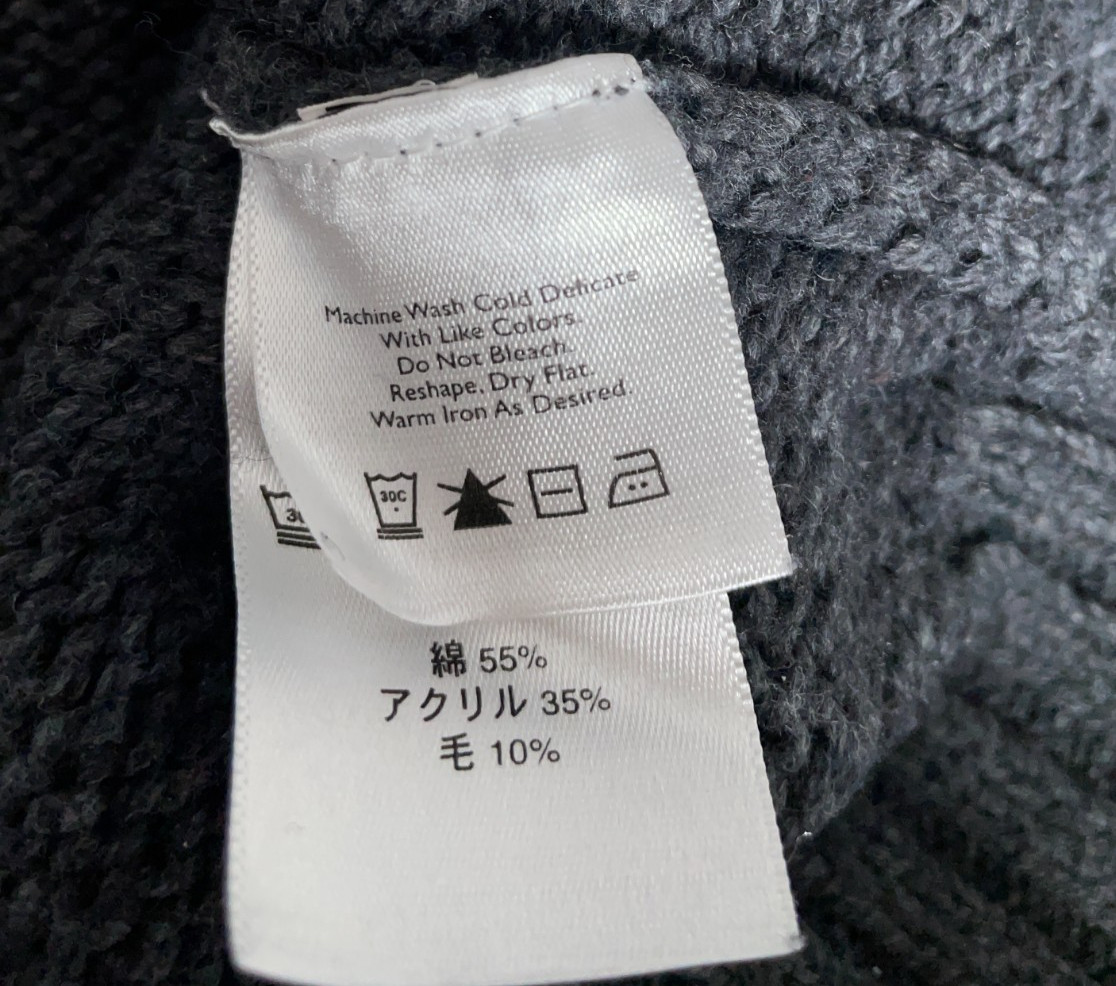 Machine Wash Cold Delicate
With Like Colors.
Do Not Bleach.
Reshape. Dry Flat.
Warm Iron As Desired.
30C
綿 55%
アクリル 35%
毛 10%